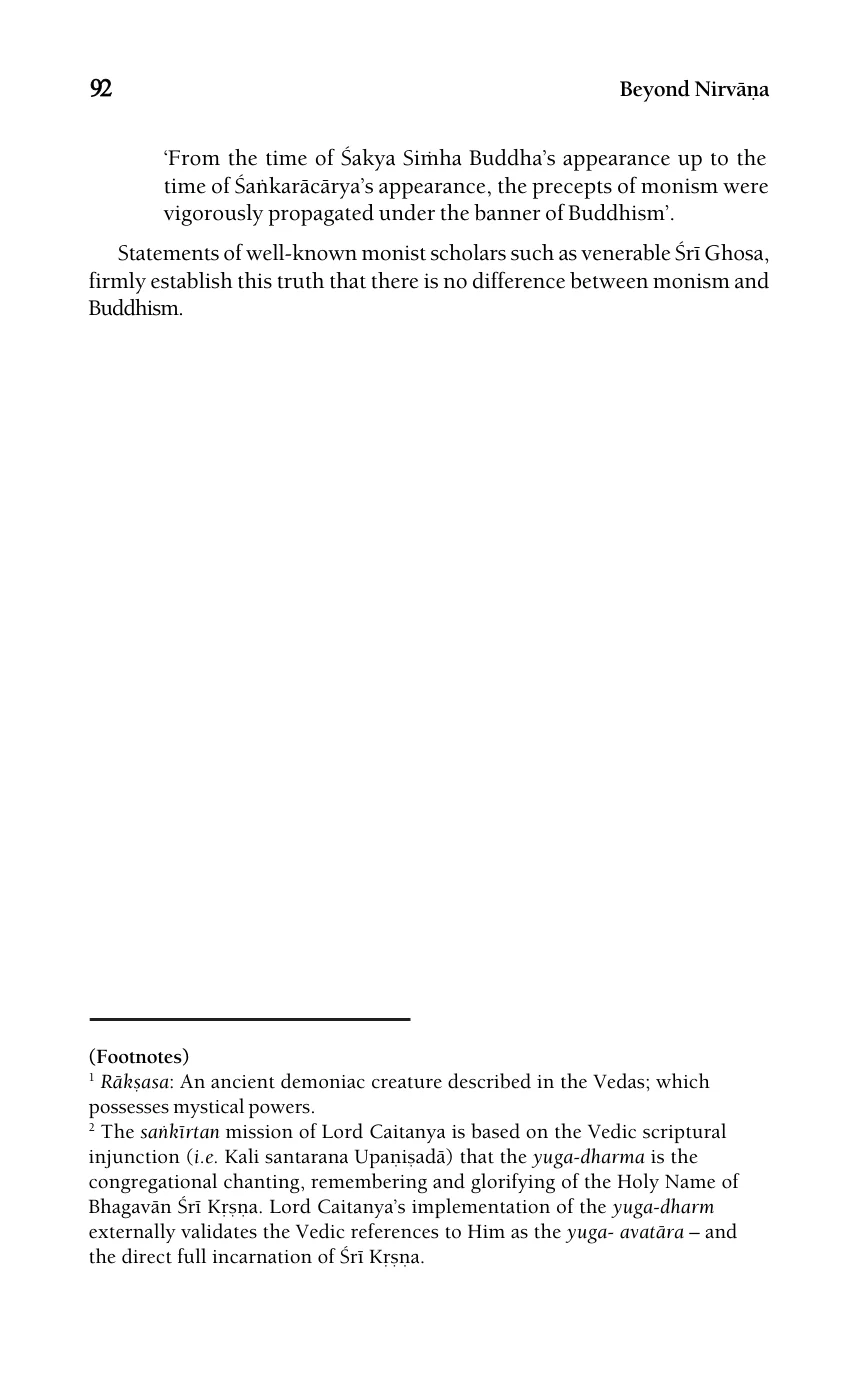 92 Beyond Nirvāṇa
‘From the time of Śakya Siṁha Buddha’s appearance up to the
time of Śaṅkarācārya’s appearance, the precepts of monism were
vigorously propagated under the banner of Buddhism’.
Statements of well-known monist scholars such as venerable Śrī Ghosa,
firmly establish this truth that there is no difference between monism and
Buddhism.
(Footnotes)
1 Rākṣasa: An ancient demoniac creature described in the Vedas; which
possesses mystical powers.
2 The saṅkīrtan mission of Lord Caitanya is based on the Vedic scriptural
injunction (i.e. Kali santarana Upaṇiṣadā) that the yuga-dharma is the
congregational chanting, remembering and glorifying of the Holy Name of
Bhagavān Śrī Kṛṣṇa. Lord Caitanya’s implementation of the yuga-dharm
externally validates the Vedic references to Him as the yuga- avatāra – and
the direct full incarnation of Śrī Kṛṣṇa.